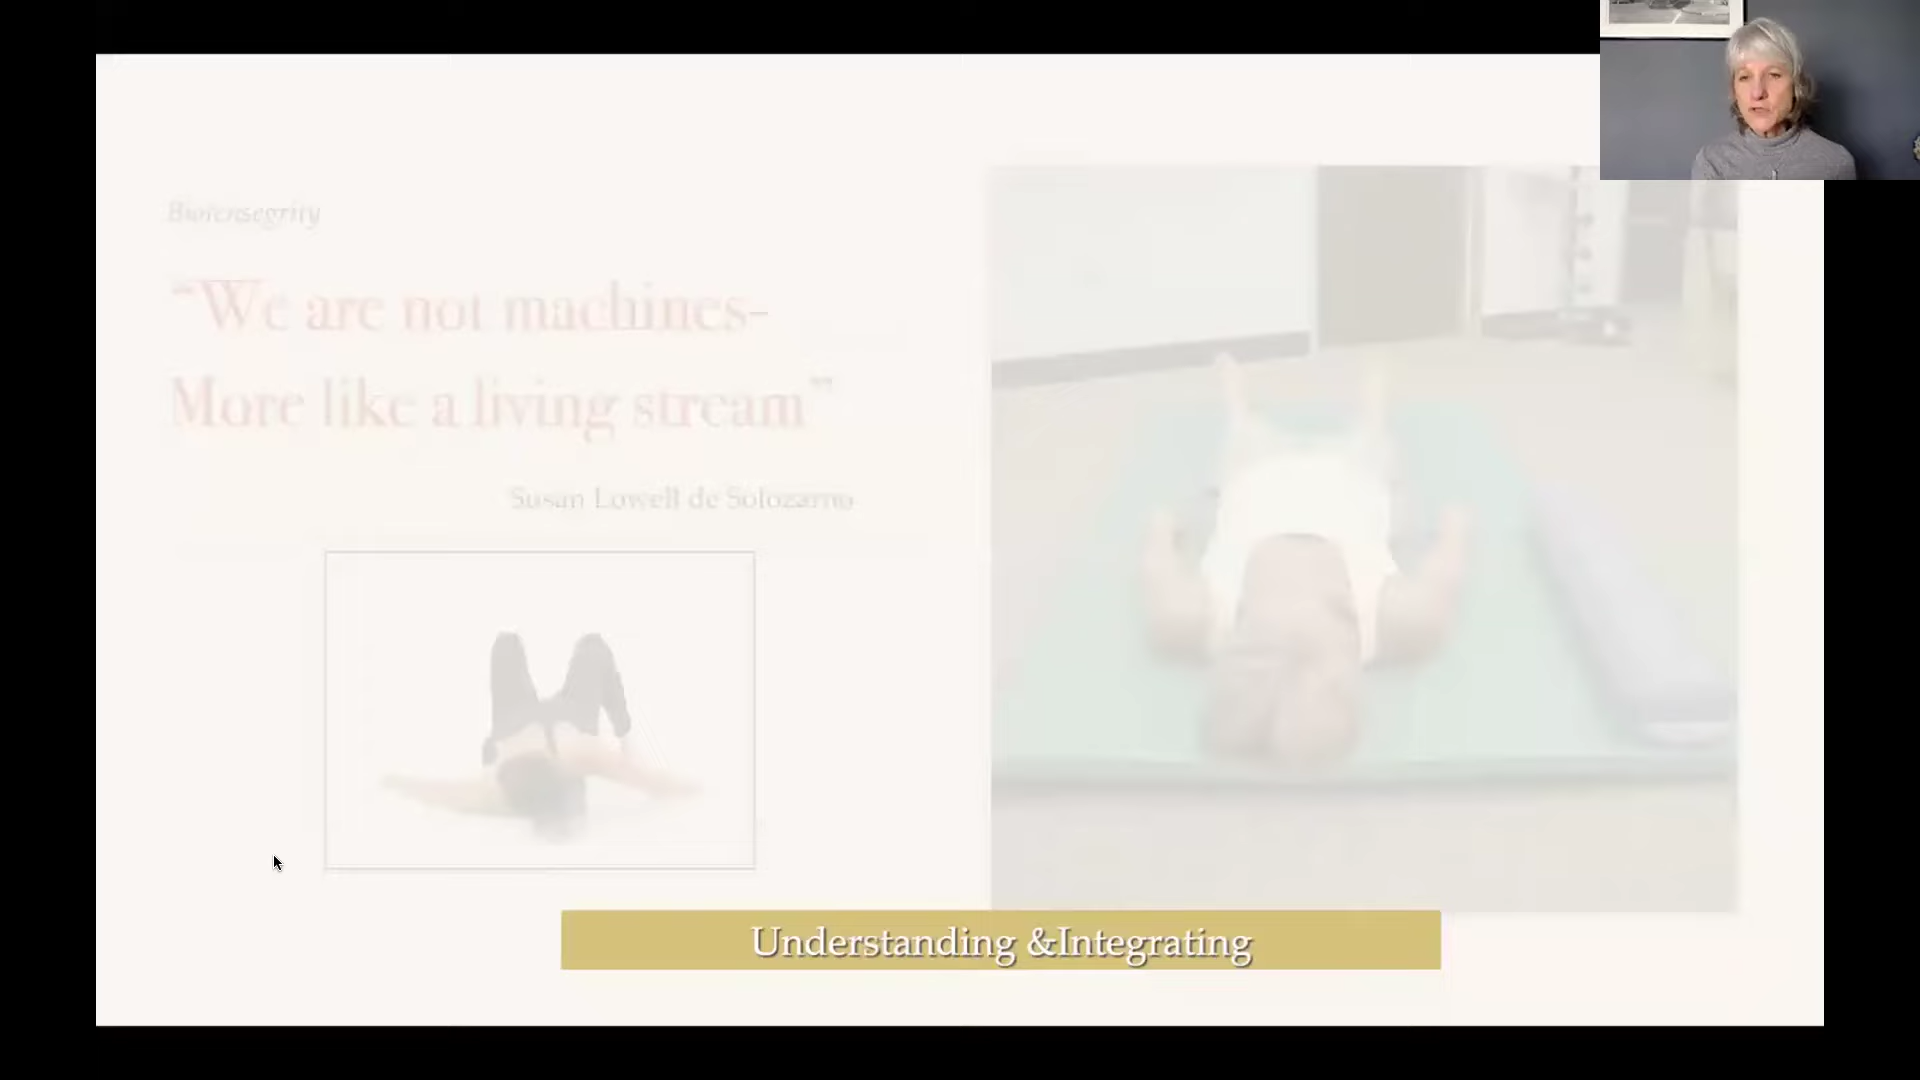 Biotensegrity
“We are not machines-
More like a living stream”
Susan Lowell de Solozarno
Understanding &Integrating